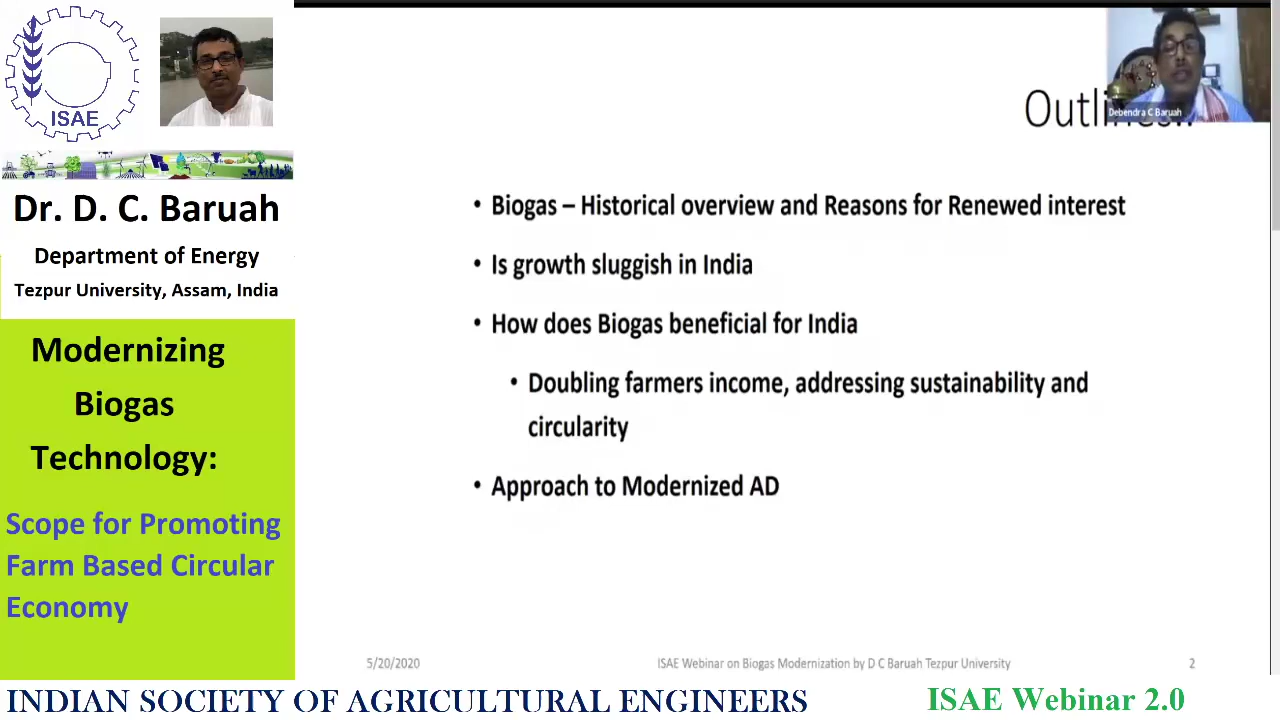 ISAE
Dr. D. C. Baruah
Department of Energy
Tezpur University, Assam, India
Modernizing
Biogas
Technology:
Scope for Promoting
Farm Based Circular
Economy
Debendra C Baruah
• Biogas – Historical overview and Reasons for Renewed interest
• Is growth sluggish in India
• How does Biogas beneficial for India
• Doubling farmers income, addressing sustainability and
circularity
• Approach to Modernized AD
5/20/2020
ISAE Webinar on Biogas Modernization by D C Baruah Tezpur University
2
INDIAN SOCIETY OF AGRICULTURAL ENGINEERS
ISAE Webinar 2.0